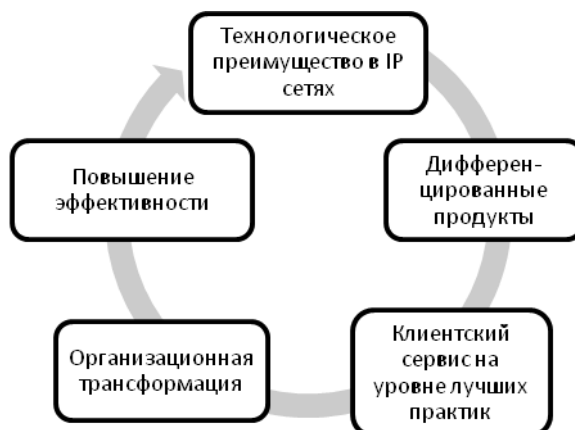 Технологическое
преимущество в IP
сетях
Дифферен-
цированные
продукты
Клиентский
сервис на
уровне лучших
практик
Организационная
трансформация
Повышение
эффективности